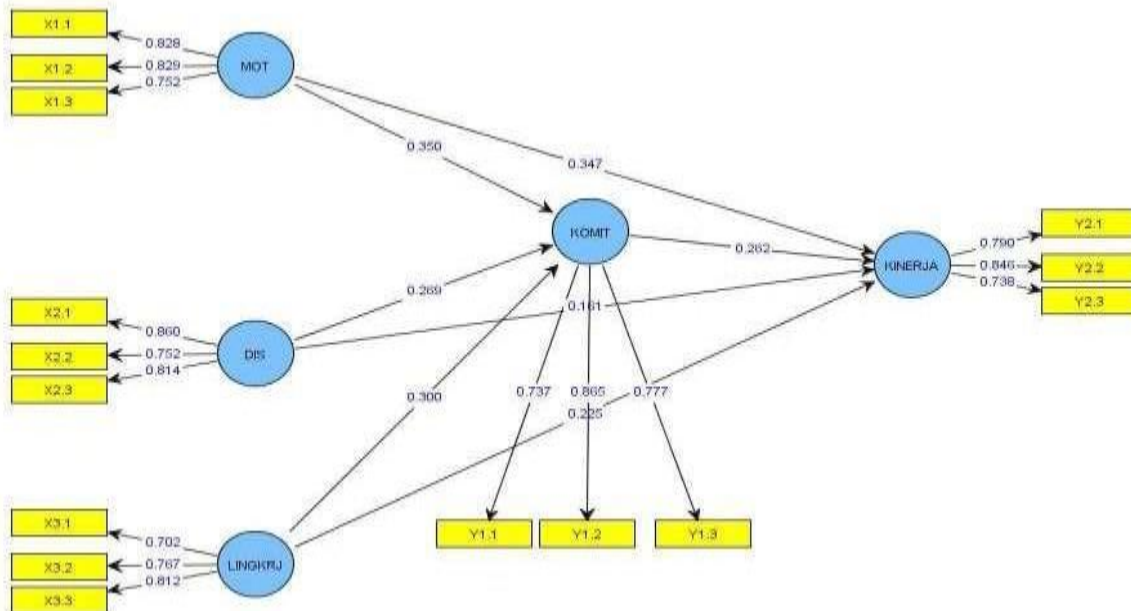 X1.1
0.828
X1.2
0.829
X1.3
0.752
MOT
0.350
0.347
KOMIT
0.262
KINERJA
0.790
Y2.1
0.846
Y2.2
0.738
Y2.3
X2.1
0.860
X2.2
0.752
X2.3
0.814
DIS
0.269
0.161
0.300
0.225
0.737
0.865
0.777
Y1.1
Y1.2
Y1.3
X3.1
0.702
X3.2
0.767
X3.3
0.812
LINGKRJ